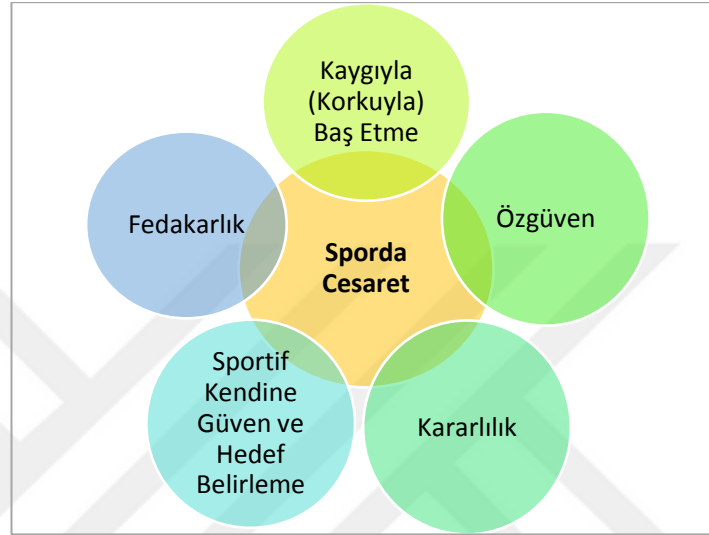 Kaygıyla
(Korkuyla)
Baş Etme
Fedakarlık
Özgüven
Sporda
Cesaret
Sportif
Kendine
Güven ve
Hedef
Belirleme
Kararlılık